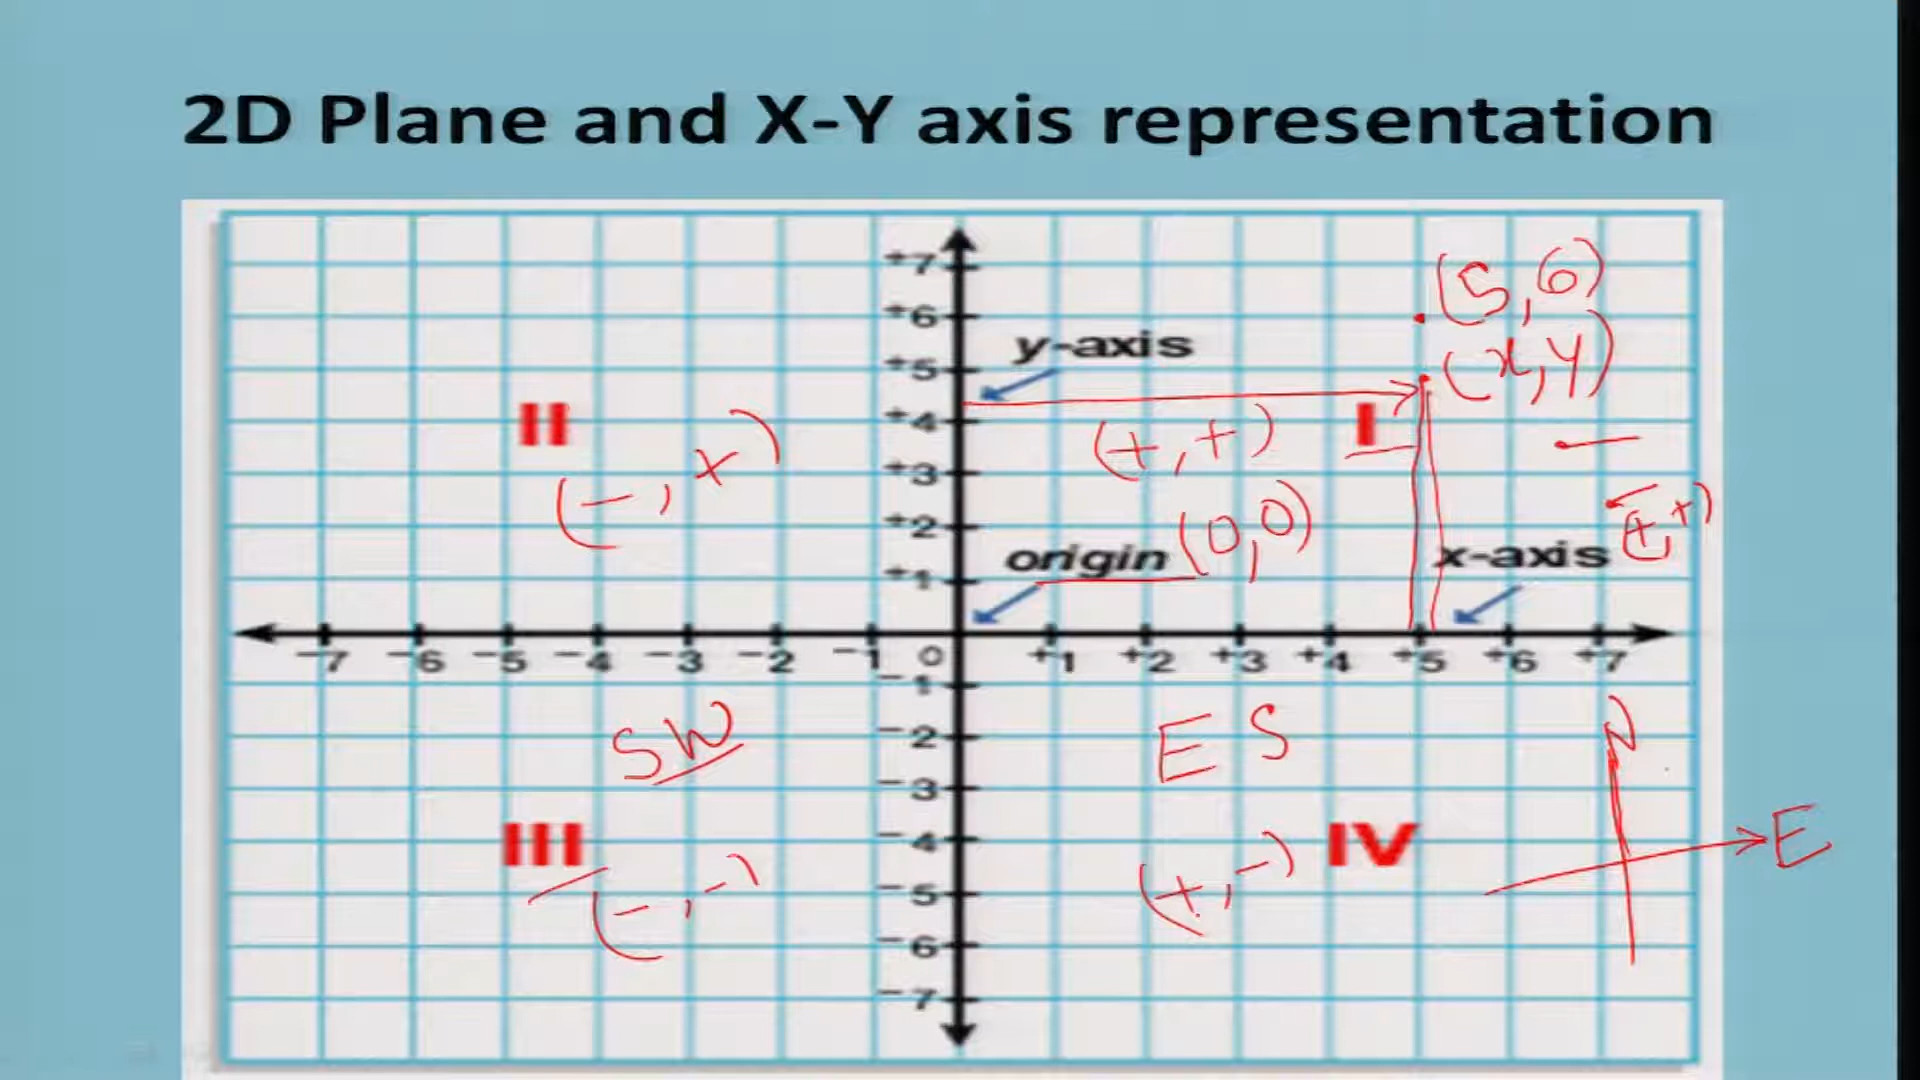 2D Plane and X-Y axis representation
+7
(5,6)
+6
y-axis
+5
(x,y)
II
+4
I
(+,+)
(-,+)
+3
(0,0)
+2
(+,+)
origin
x-axis
+1
-7 -6 -5 -4 -3 -2 -1 0 +1 +2 +3 +4 +5 +6 +7
-1
SW
E S
N
-2
-3
III
-4
IV
E
(-,-)
(+,-)
-5
-6
-7